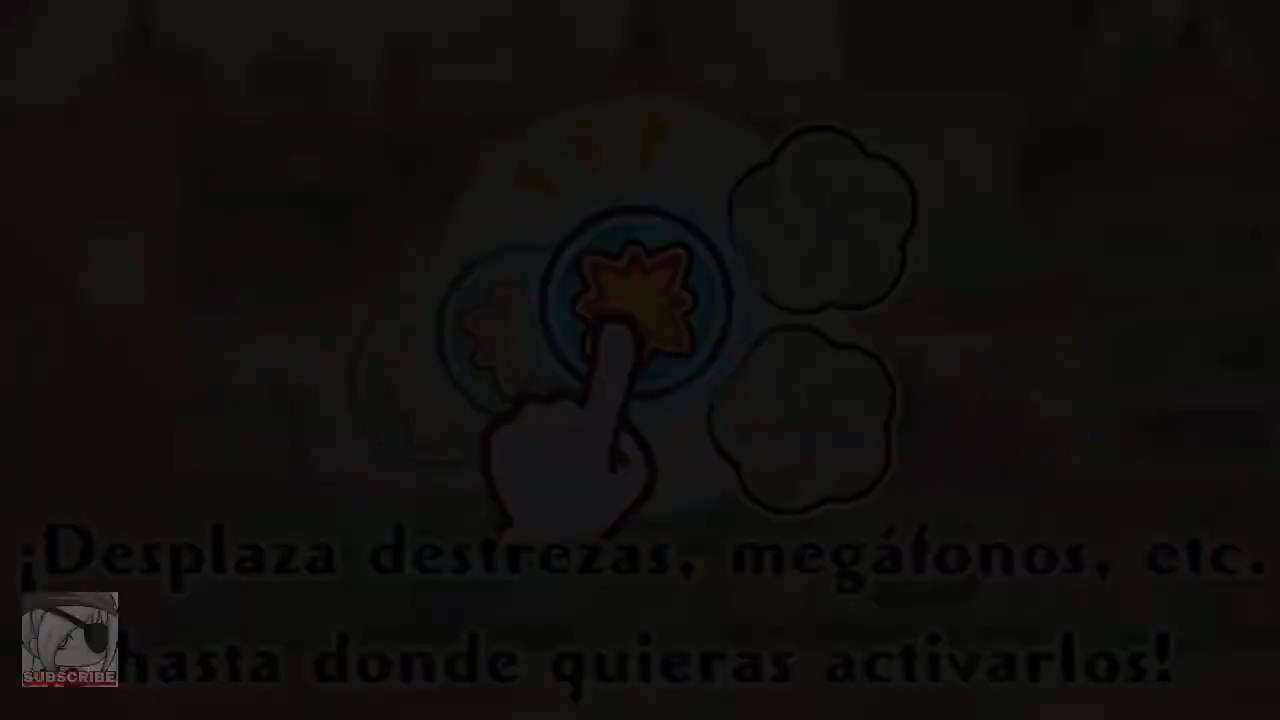 ¡Desplaza destrezas, megáfonos, etc.
hasta donde quieras activarlos!
SUBSCRIBE